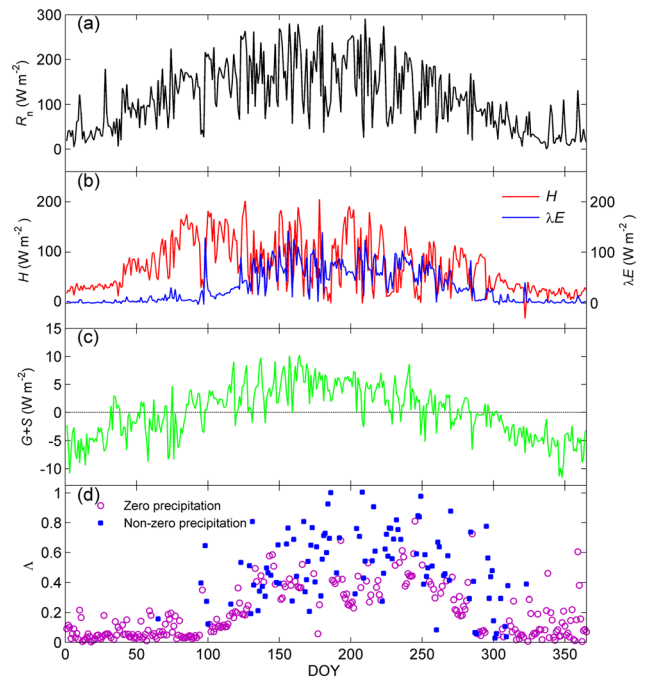 (a)
300
200
100
0
Rn (W m-2)
(b)
H
λE
200
100
0
H (W m-2)
200
100
0
λE (W m-2)
(c)
15
10
5
0
-5
-10
G+S (W m-2)
(d)
Zero precipitation
Non-zero precipitation
1
0.8
0.6
0.4
0.2
0
Λ
0 50 100 150 200 250 300 350
DOY